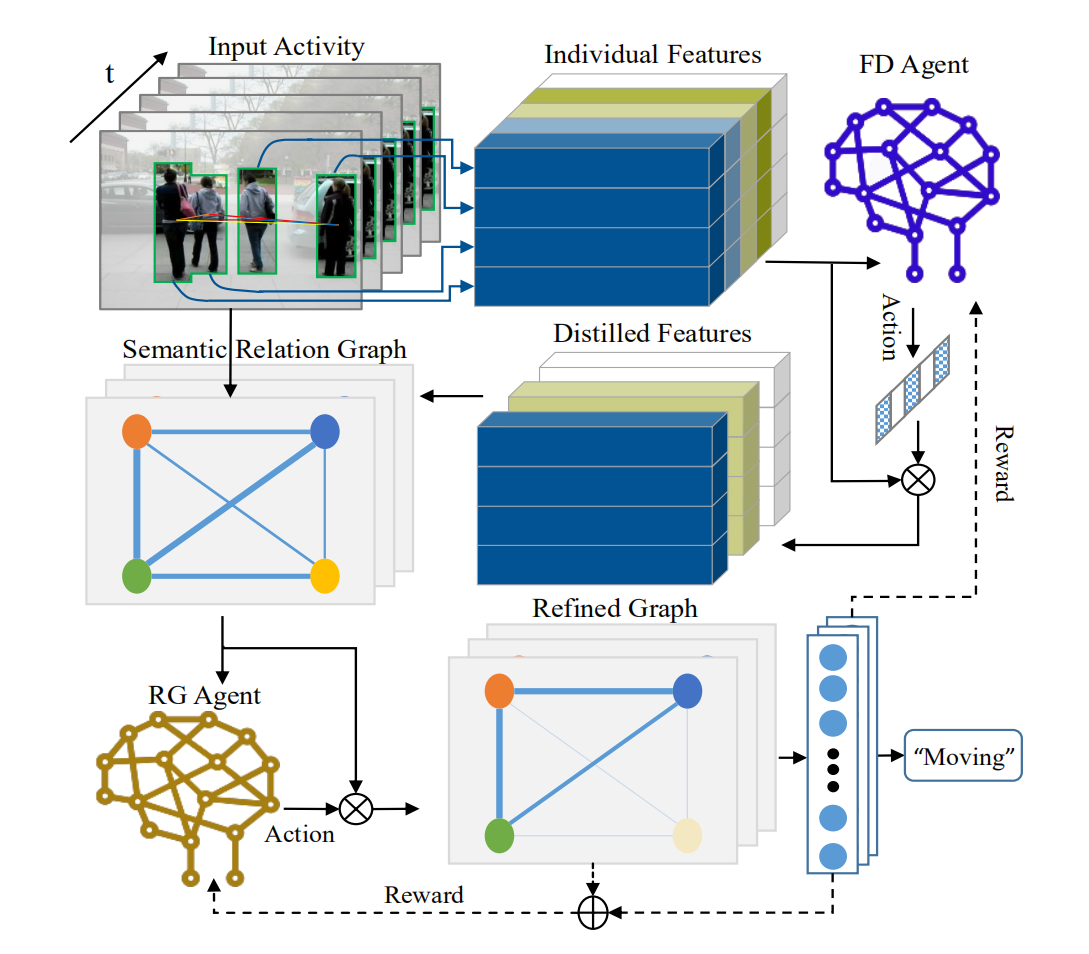 Input Activity
Individual Features
FD Agent
t
Action
Distilled Features
Semantic Relation Graph
Reward
Refined Graph
RG Agent
“Moving”
Action
Reward